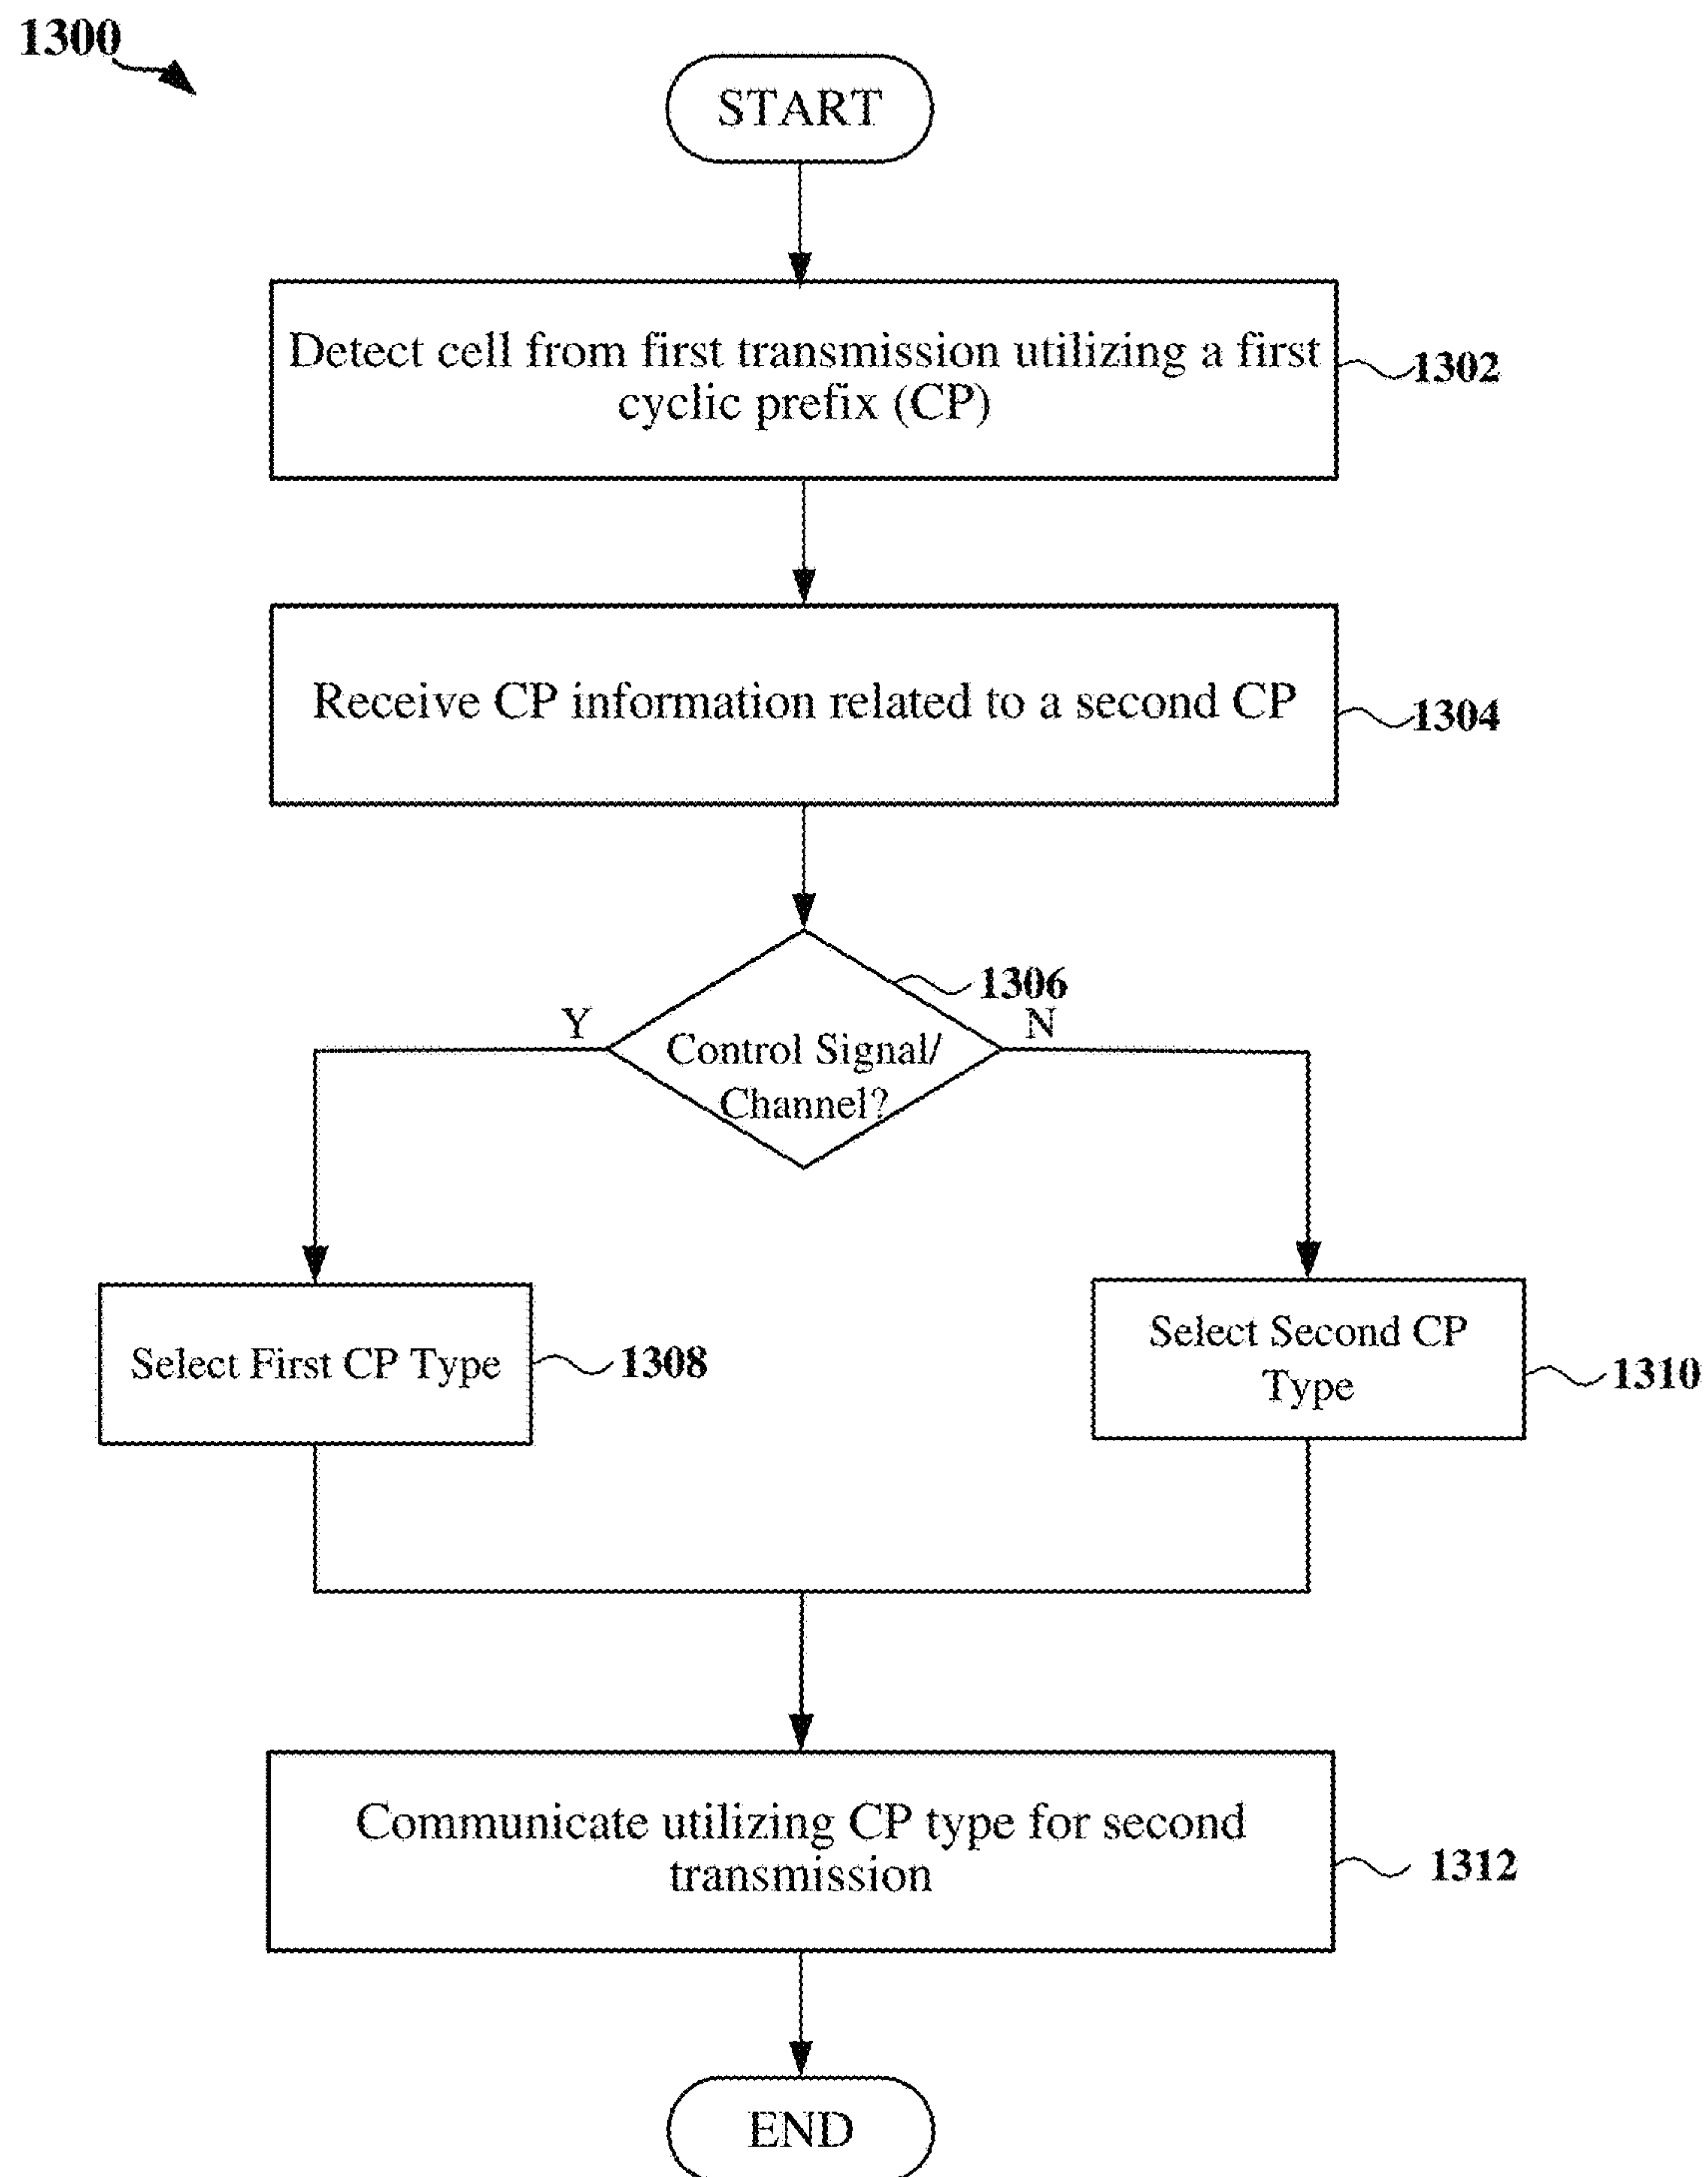 1300
START
Detect cell from first transmission utilizing a first
cyclic prefix (CP)
1302
Receive CP information related to a second CP
1304
1306
Y
N
Control Signal/
Channel?
Select First CP Type
1308
Select Second CP
Type
1310
Communicate utilizing CP type for second
transmission
1312
END